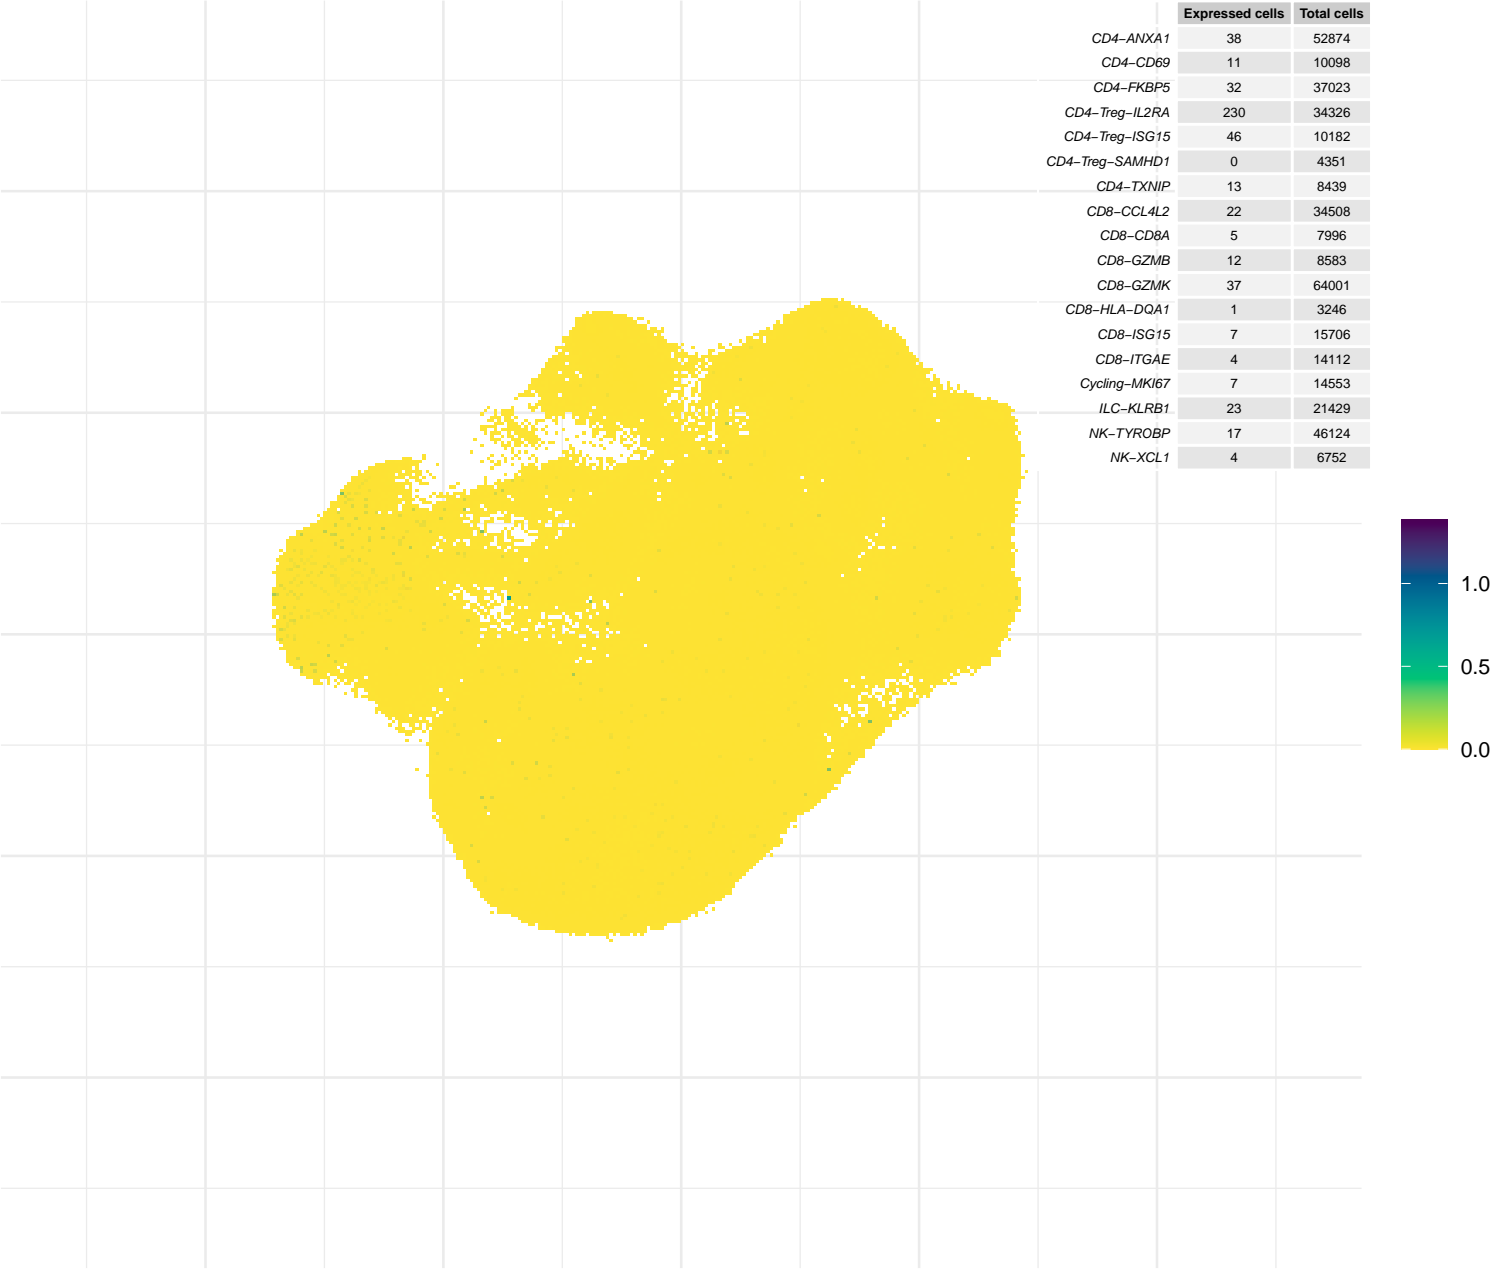 Expressed cells Total cells
CD4−ANXA1 38 52874
CD4−CD69 11 10098
CD4−FKBP5 32 37023
CD4−Treg−IL2RA 230 34326
CD4−Treg−ISG15 46 10182
CD4−Treg−SAMHD1 0 4351
CD4−TXNIP 13 8439
CD8−CCL4L2 22 34508
CD8−CD8A 5 7996
CD8−GZMB 12 8583
CD8−GZMK 37 64001
CD8−HLA−DQA1 1 3246
CD8−ISG15 7 15706
CD8−ITGAE 4 14112
Cycling−MKI67 7 14553
ILC−KLRB1 23 21429
NK−TYROBP 17 46124
NK−XCL1 4 6752
1.0
0.5
0.0